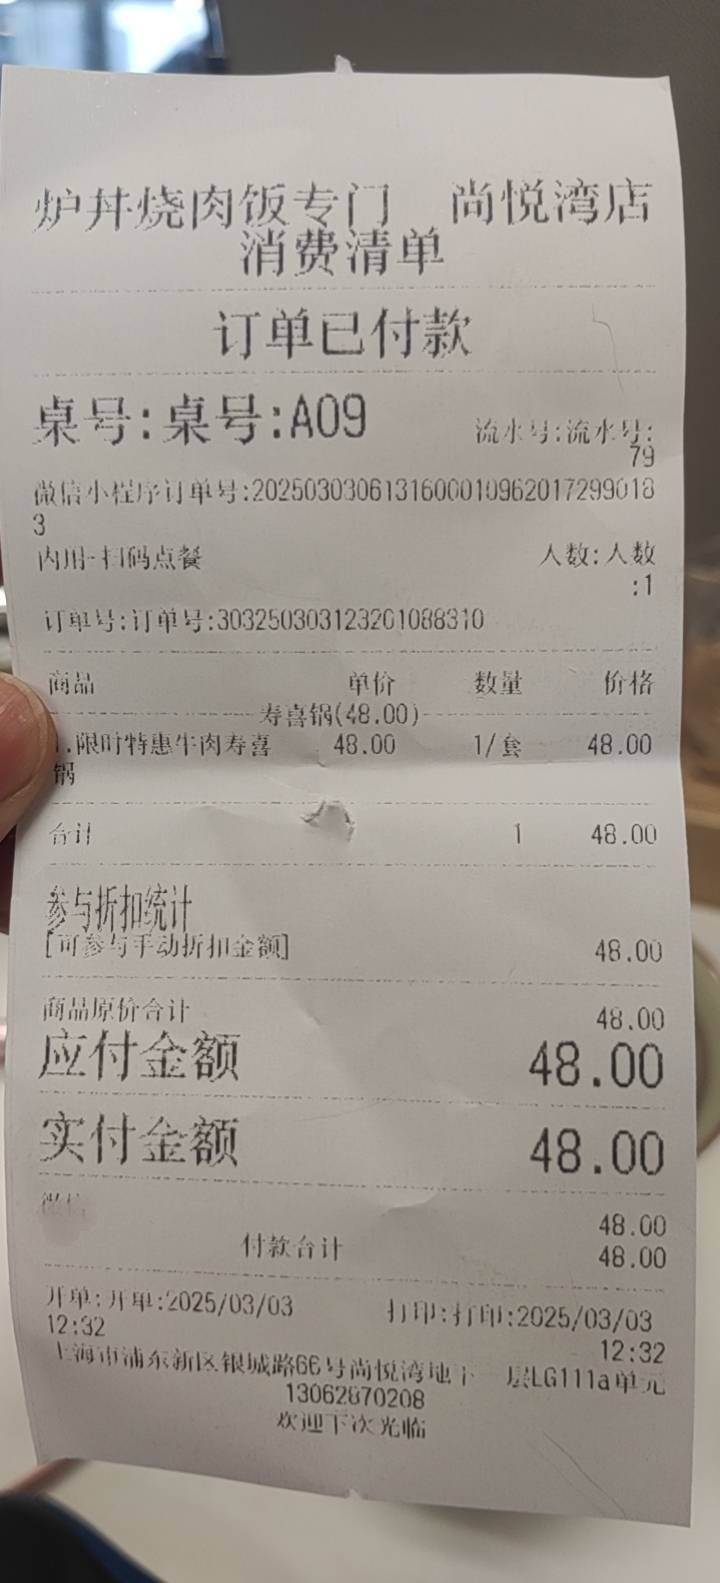 炉丼烧肉饭专门 尚悦湾店
消费清单
订单已付款
桌号:桌号:A09
流水号:流水号:
79
微信小程序订单号:20250303061316000109620172990​18
3
内用-扫码点餐 人数:人数
:1
订单号:订单号:303250303123201088310
商品 单价 数量 价格
寿喜锅(48.00)
1.限时特惠牛肉寿喜 48.00 1/套 48.00
锅
合计 1 48.00
参与折扣统计
[可参与手动折扣金额] 48.00
商品原价合计 48.00
应付金额 48.00
实付金额 48.00
微信 48.00
付款合计 48.00
开单:开单:2025/03/03 打印:打印:2025/03/03
12:32 12:32
上海市浦东新区银城路66号尚悦湾地下一层LG111a单元
13062870208
欢迎下次光临